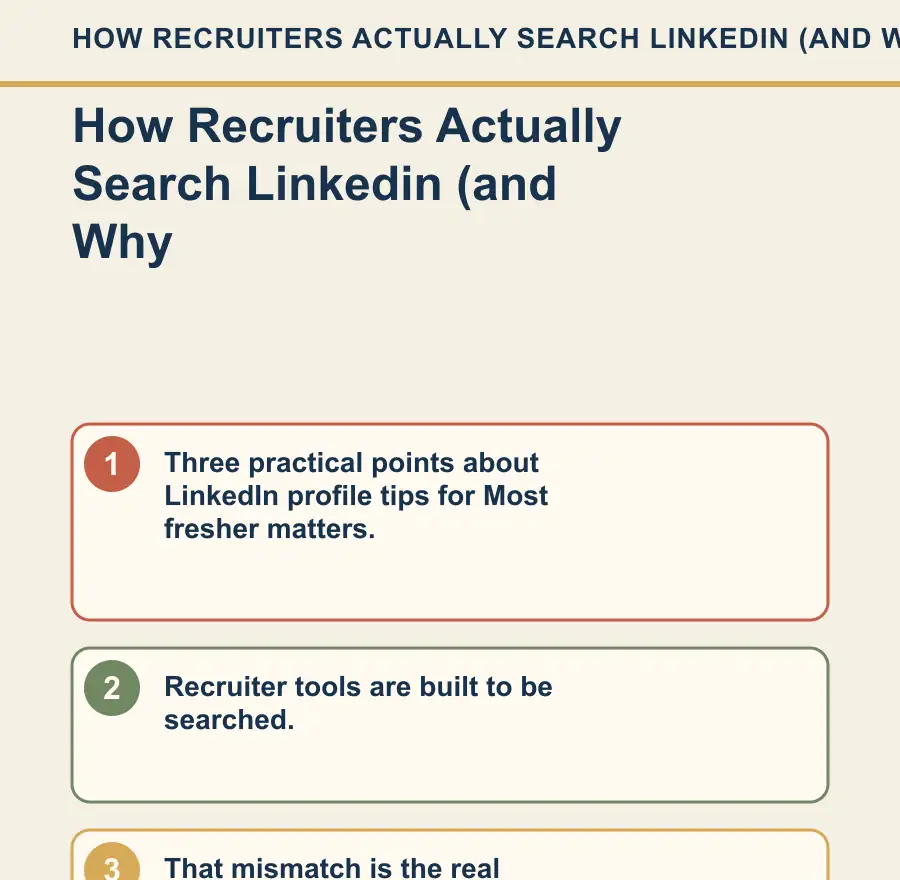 HOW RECRUITERS ACTUALLY SEARCH LINKEDIN (AND W
How Recruiters Actually
Search Linkedin (and
Why
1
Three practical points about
LinkedIn profile tips for Most
fresher matters.
2
Recruiter tools are built to be
searched.
3
That mismatch is the real